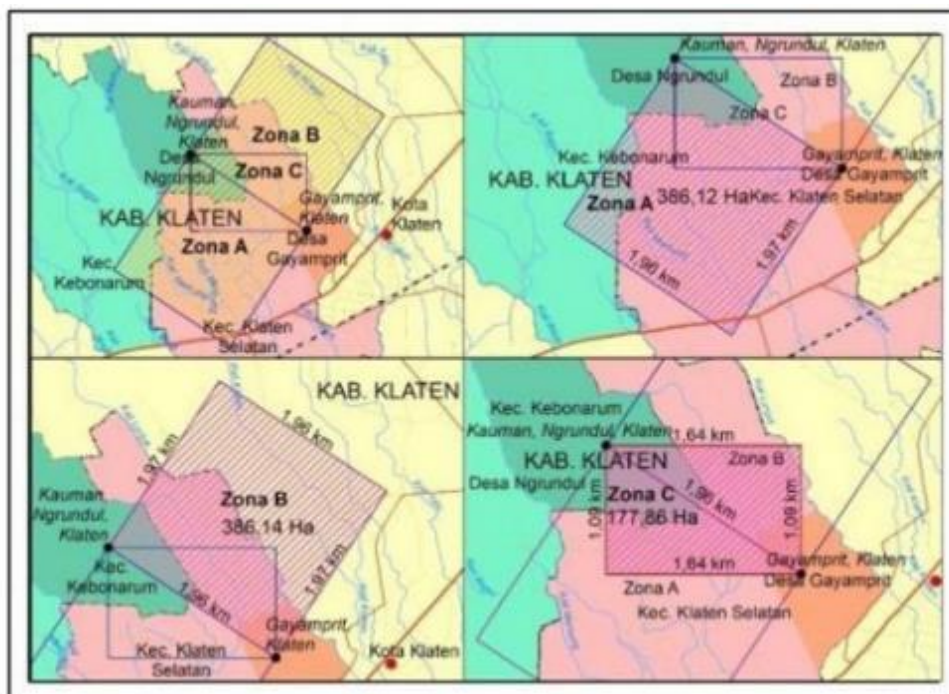 Kauman,
Ngrundul,
Klaten
Desa
Ngrundul
Zona B
Zona C
KAB. KLATEN
Gayamprit,
Klaten
Desa
Gayamprit
Kota
Klaten
Zona A
Kec.
Kebonarum
Kec. Klaten
Selatan
Kauman, Ngrundul, Klaten
Desa Ngrundul
Zona B
Zona C
Kec. Kebonarum
Gayamprit, Klaten
Desa Gayamprit
KAB. KLATEN
Zona A
386,12 Ha
Kec. Klaten Selatan
1,96 km
1,97 km
KAB. KLATEN
1,97 km
1,96 km
Zona B
386,14 Ha
Kauman,
Ngrundul,
Klaten
Kec.
Kebonarum
1,96 km
1,97 km
Gayamprit,
Klaten
Kec. Klaten
Selatan
Kota Klaten
Kec. Kebonarum
Kauman, Ngrundul, Klaten
1,64 km
KAB. KLATEN
Zona B
Desa Ngrundul
Zona C
177,86 Ha
1,09 km
1,96 km
1,09 km
1,64 km
Gayamprit, Klaten
Desa Gayamprit
Zona A
Kec. Klaten Selatan